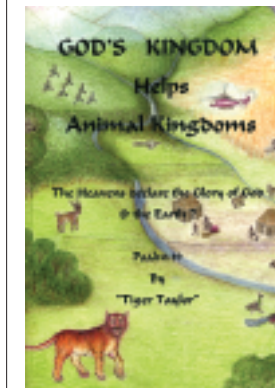 GOD'S KINGDOM
Helps
Animal Kingdoms
The Heavens Declare the Glory of God
& the Earth
By
"Tiger Taylor"